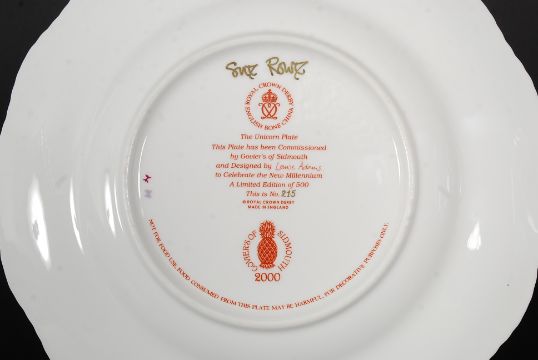 Sue Rowe
ROYAL CROWN DERBY
ENGLISH BONE CHINA
The Unicorn Plate
This Plate has been Commissioned
by Govier's of Sidmouth
and Designed by Louise Adams
to Celebrate the New Millennium
A Limited Edition of 500
This is No. 215
© ROYAL CROWN DERBY
MADE IN ENGLAND
GOVIER'S OF SIDMOUTH
2000
NOT FOR FOOD USE. FOOD CONSUMED FROM THIS PLATE MAY BE HARMFUL. FOR DECORATIVE PURPOSES ONLY.